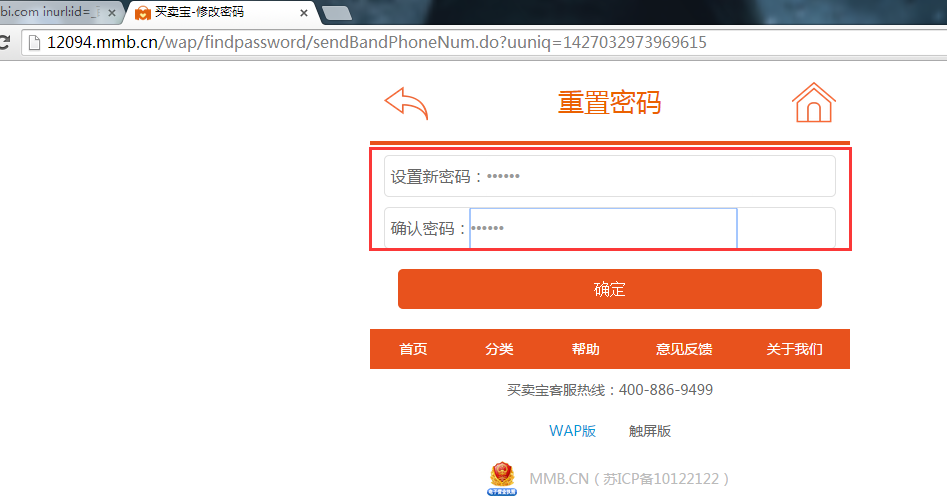 bi.com inurl:id=_
买卖宝-修改密码
12094.mmb.cn/wap/findpassword/sendBandPhoneNum.do?uuniq=1427032973969615
重置密码
设置新密码：••••••
确认密码：••••••
确定
首页 分类 帮助 意见反馈 关于我们
买卖宝客服热线：400-886-9499
WAP版 触屏版
MMB.CN（苏ICP备10122122）